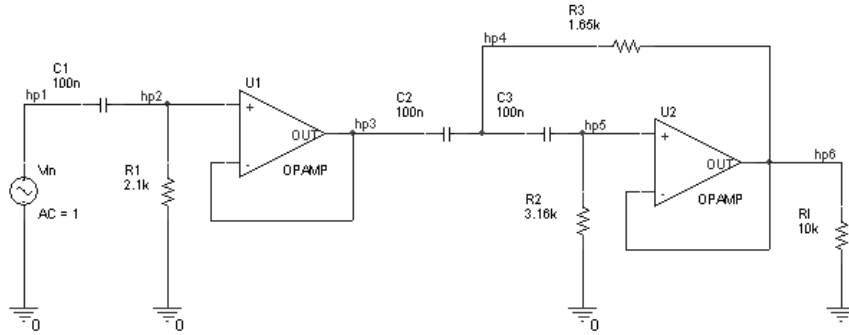 R3
1.65k
hp4
C1
100n
U1
C2
100n
C3
100n
U2
hp1
hp2
+
OUT
hp3
hp5
+
OUT
hp6
Vin
AC = 1
R1
2.1k
-
OPAMP
R2
3.16k
-
OPAMP
Rl
10k
0
0
0
0